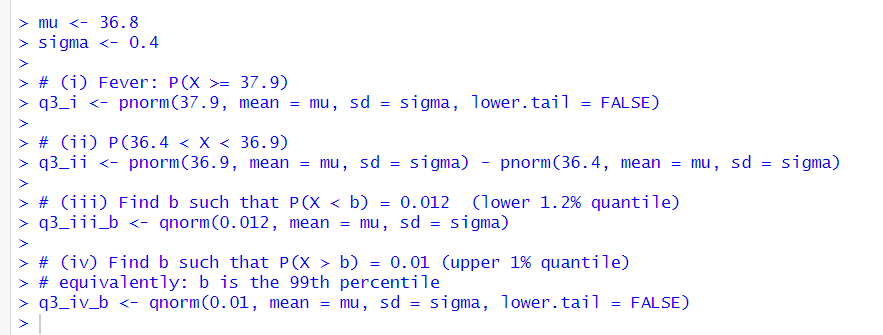 > mu <- 36.8
> sigma <- 0.4
>
> # (i) Fever: P(X >= 37.9)
> q3_i <- pnorm(37.9, mean = mu, sd = sigma, lower.tail = FALSE)
>
> # (ii) P(36.4 < X < 36.9)
> q3_ii <- pnorm(36.9, mean = mu, sd = sigma) - pnorm(36.4, mean = mu, sd = sigma)
>
> # (iii) Find b such that P(X < b) = 0.012  (lower 1.2% quantile)
> q3_iii_b <- qnorm(0.012, mean = mu, sd = sigma)
>
> # (iv) Find b such that P(X > b) = 0.01 (upper 1% quantile)
> # equivalently: b is the 99th percentile
> q3_iv_b <- qnorm(0.01, mean = mu, sd = sigma, lower.tail = FALSE)
>